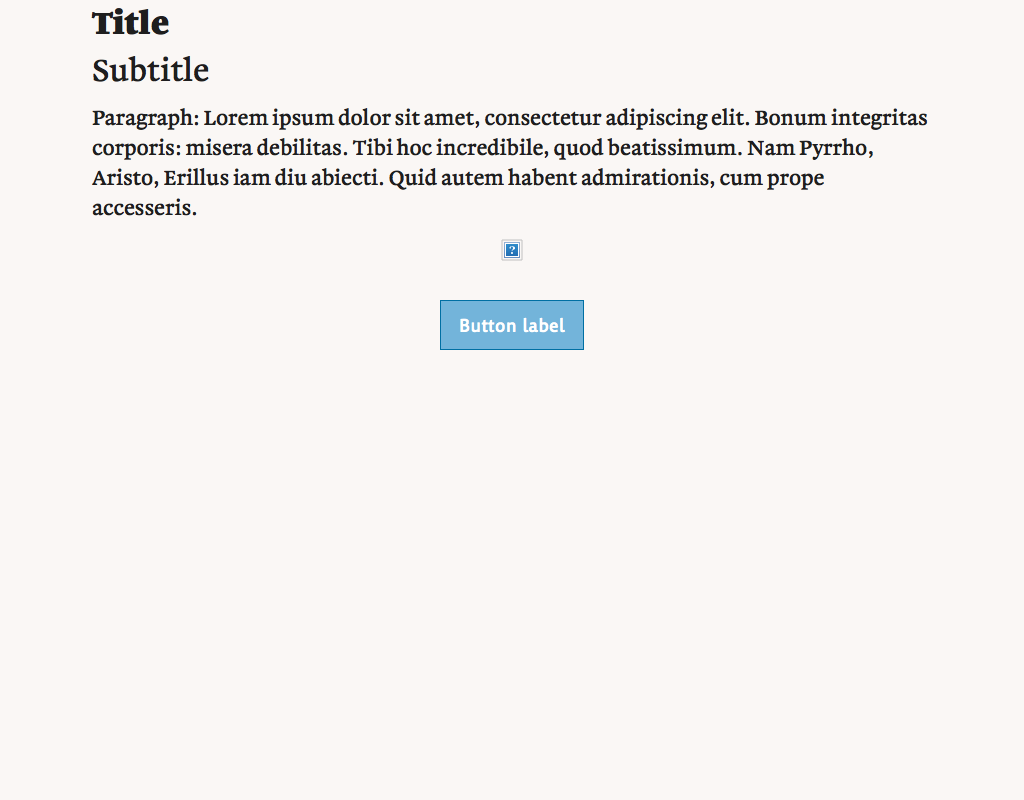 Title
Subtitle
Paragraph: Lorem ipsum dolor sit amet, consectetur adipiscing elit. Bonum integritas
corporis: misera debilitas. Tibi hoc incredibile, quod beatissimum. Nam Pyrrho,
Aristo, Erillus iam diu abiecti. Quid autem habent admirationis, cum prope
accesseris.
?
Button label